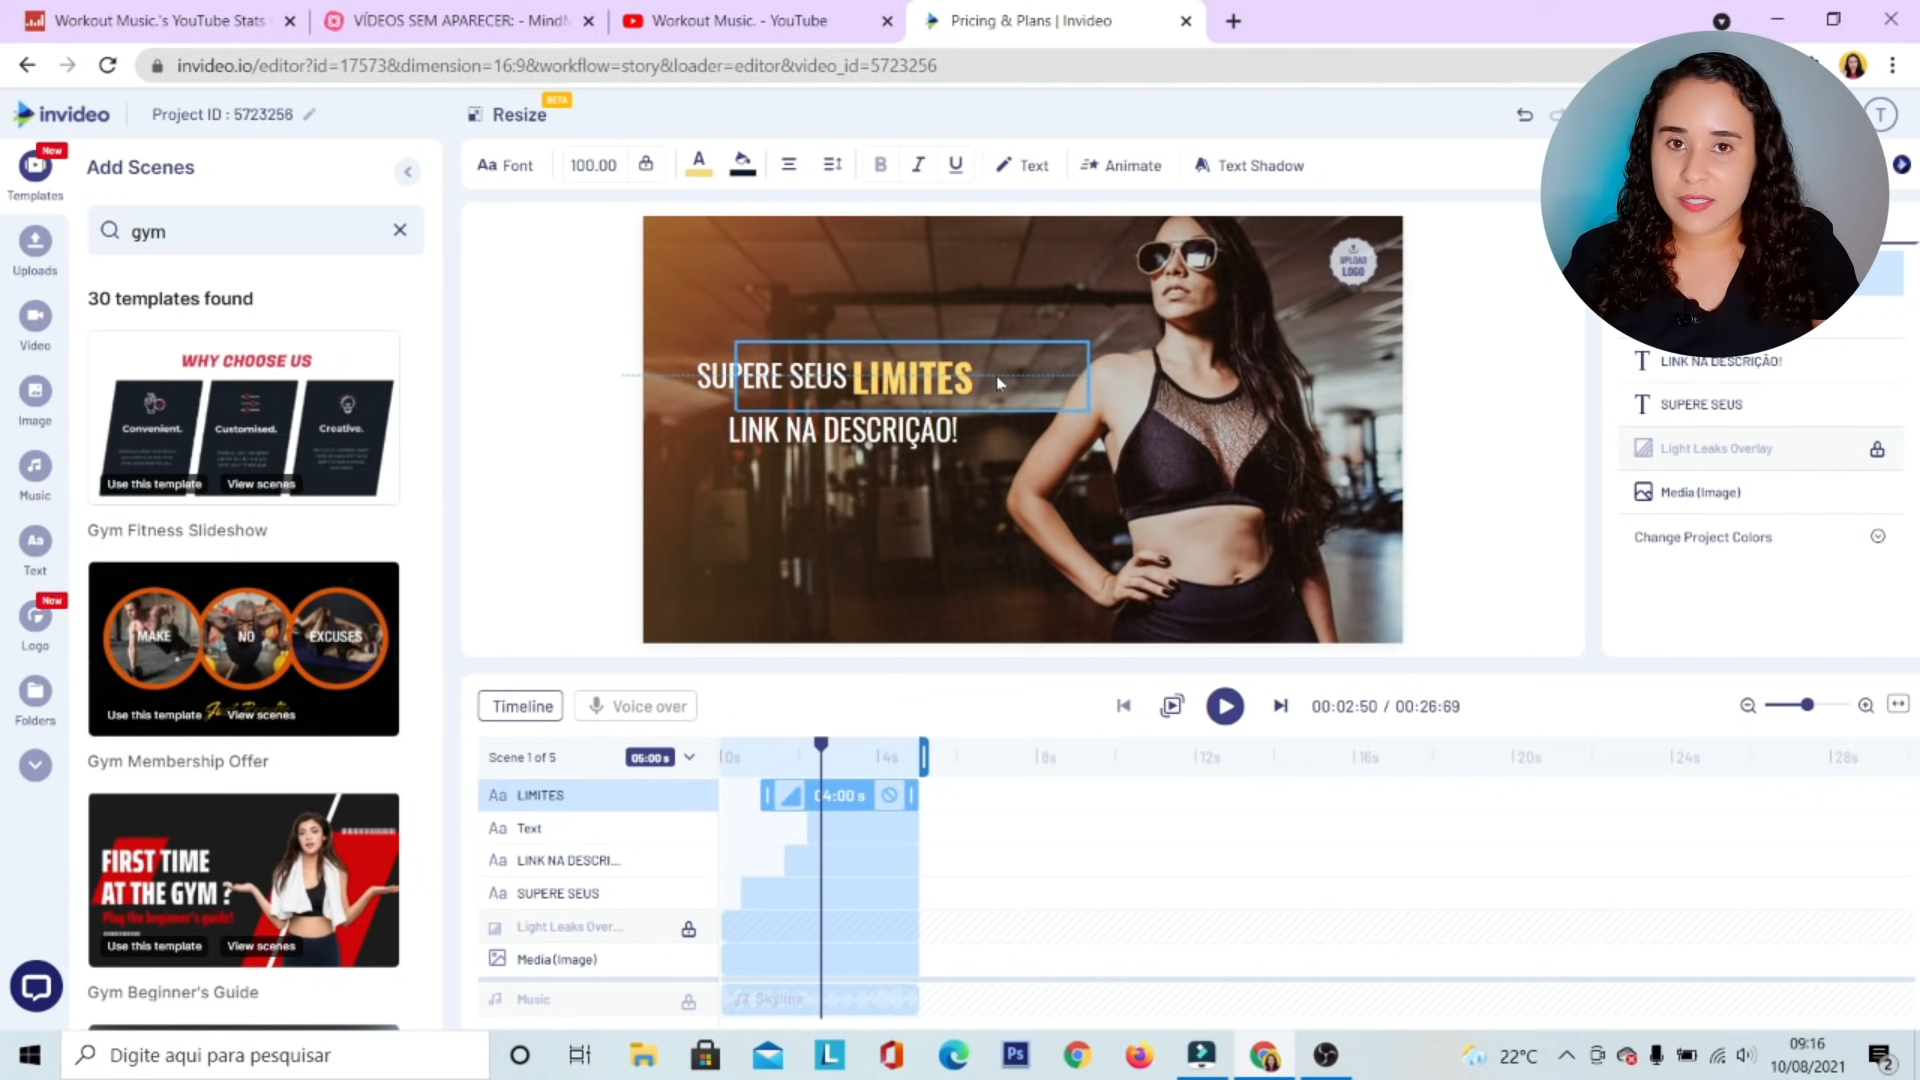 Workout Music.'s YouTube Stats
VÍDEOS SEM APARECER: - MindM
Workout Music. - YouTube
Pricing & Plans | Invideo
invideo.io/editor?id=17573&dimension=16:9&workflow=story&loader=editor&video_id=5723256
invideo
Project ID : 5723256
Resize
BETA
T
New
Templates
Uploads
Video
Image
Music
Text
New
Logo
Folders
Add Scenes
gym
30 templates found
WHY CHOOSE US
Convenient.
Customised.
Creative.
Use this template
View scenes
Gym Fitness Slideshow
MAKE
NO
EXCUSES
Use this template
View scenes
Gym Membership Offer
FIRST TIME
AT THE GYM ?
Play the beginner's guide!
Use this template
View scenes
Gym Beginner's Guide
Aa Font
100.00
A
B
I
U
Text
Animate
Text Shadow
UPLOAD
LOGO
SUPERE SEUS LIMITES
LINK NA DESCRIÇÃO!
LINK NA DESCRIÇÃO!
SUPERE SEUS
Light Leaks Overlay
Media(Image)
Change Project Colors
Timeline
Voice over
00:02:50 / 00:26:69
Scene 1 of 5
05:00 s
0s
4s
8s
12s
16s
20s
24s
28s
Aa LIMITES
04:00 s
Aa Text
Aa LINK NA DESCRI...
Aa SUPERE SEUS
Light Leaks Over...
Media(Image)
Music
Skyline
Digite aqui para pesquisar
L
Ps
22°C
09:16
10/08/2021
2